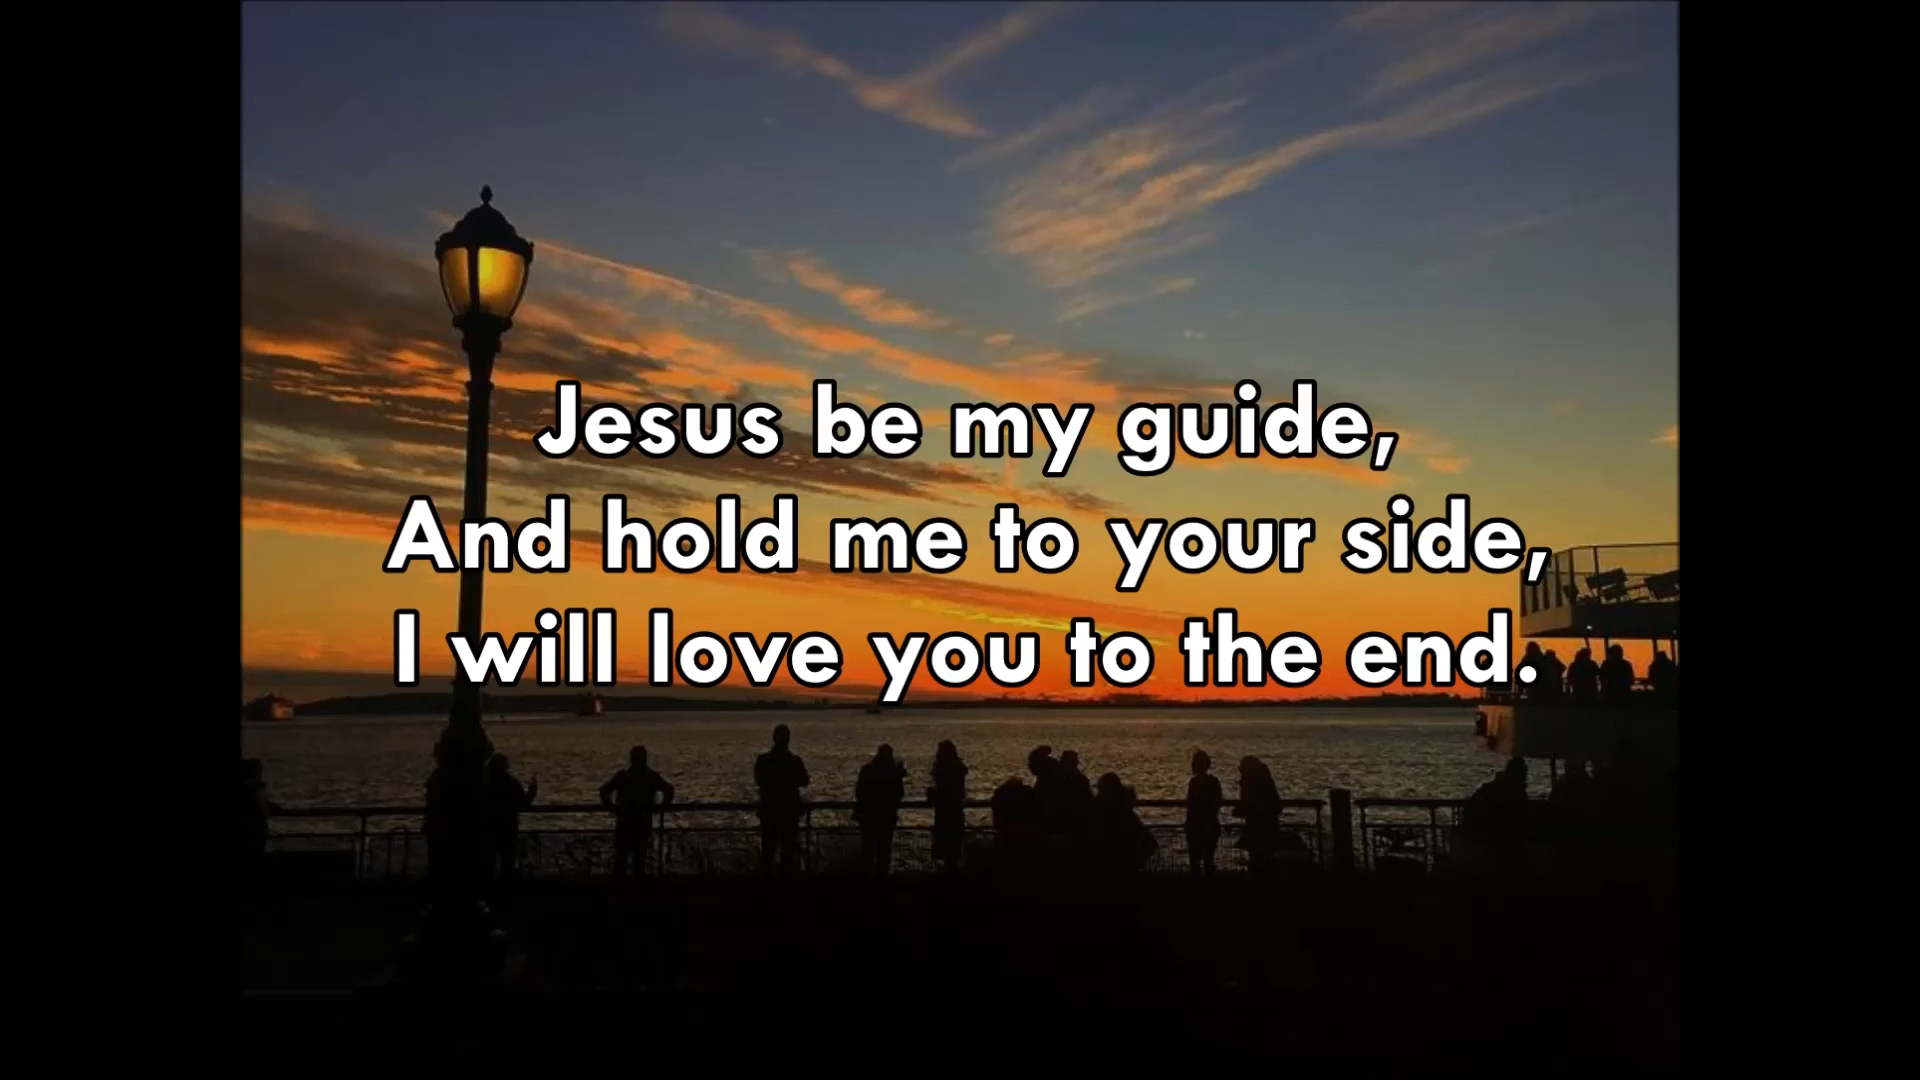 Jesus be my guide,
And hold me to your side,
I will love you to the end.